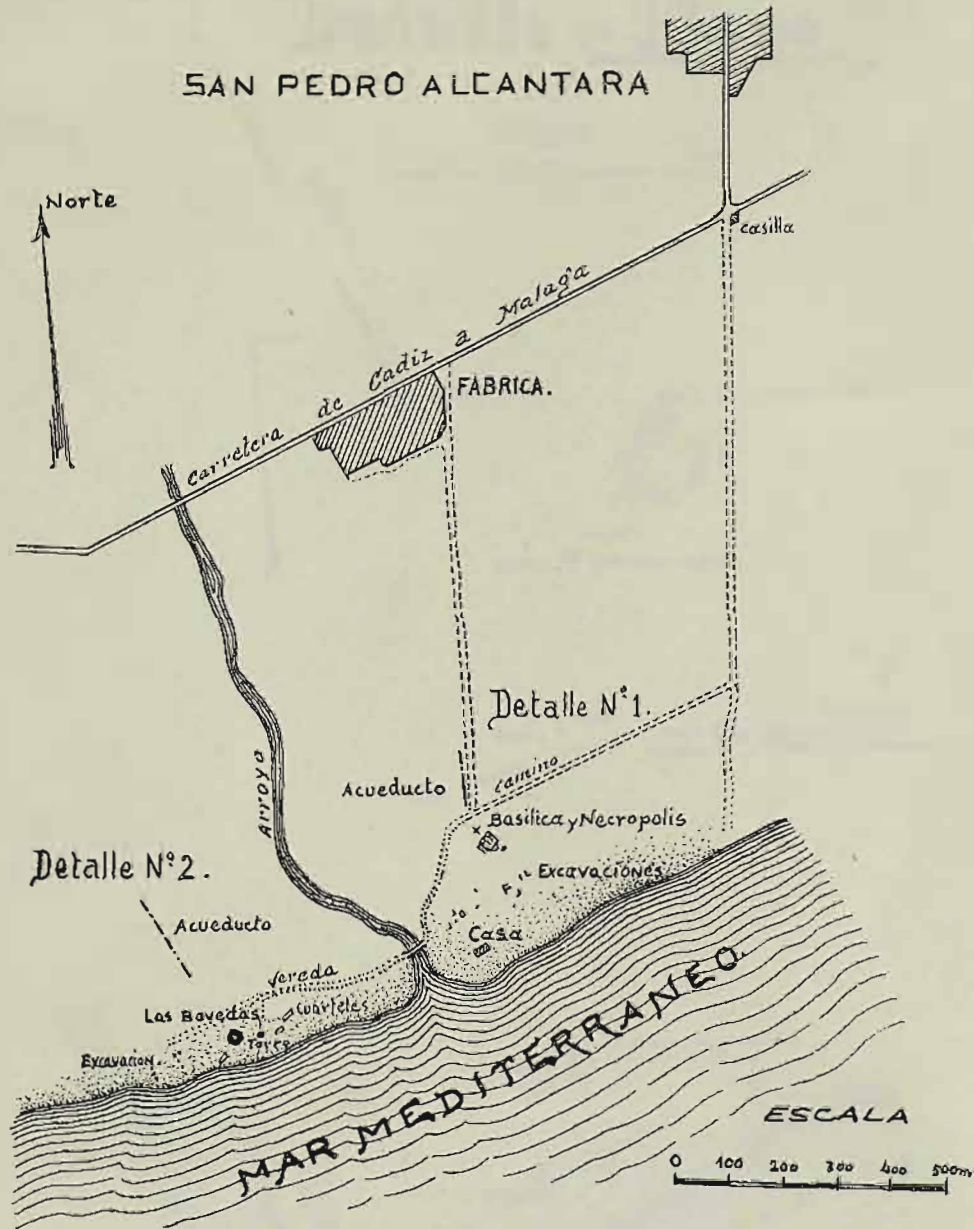 SAN PEDRO ALCANTARA
Norte
casilla
Carretera de Cadiz a Malaga
FABRICA.
Detalle Nº1.
Arroyo
Acueducto
camino
Basilica y Necropolis
Detalle Nº2.
Excavaciones
Acueducto
Casa
Vereda
Las Bovedas
Cuarteles
Torre
Excavacion.
MAR MEDITERRANEO.
ESCALA
0 100 200 300 400 500m